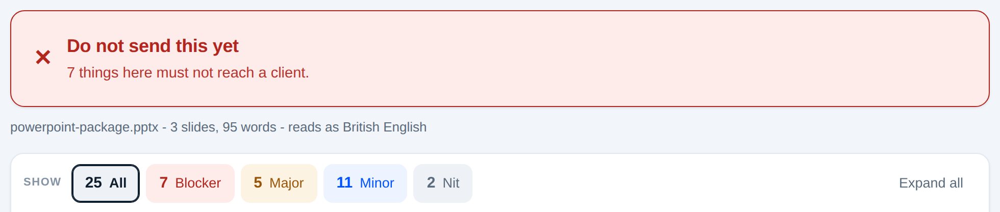 Do not send this yet
7 things here must not reach a client.
powerpoint-package.pptx - 3 slides, 95 words - reads as British English
SHOW 25 All 7 Blocker 5 Major 11 Minor 2 Nit Expand all